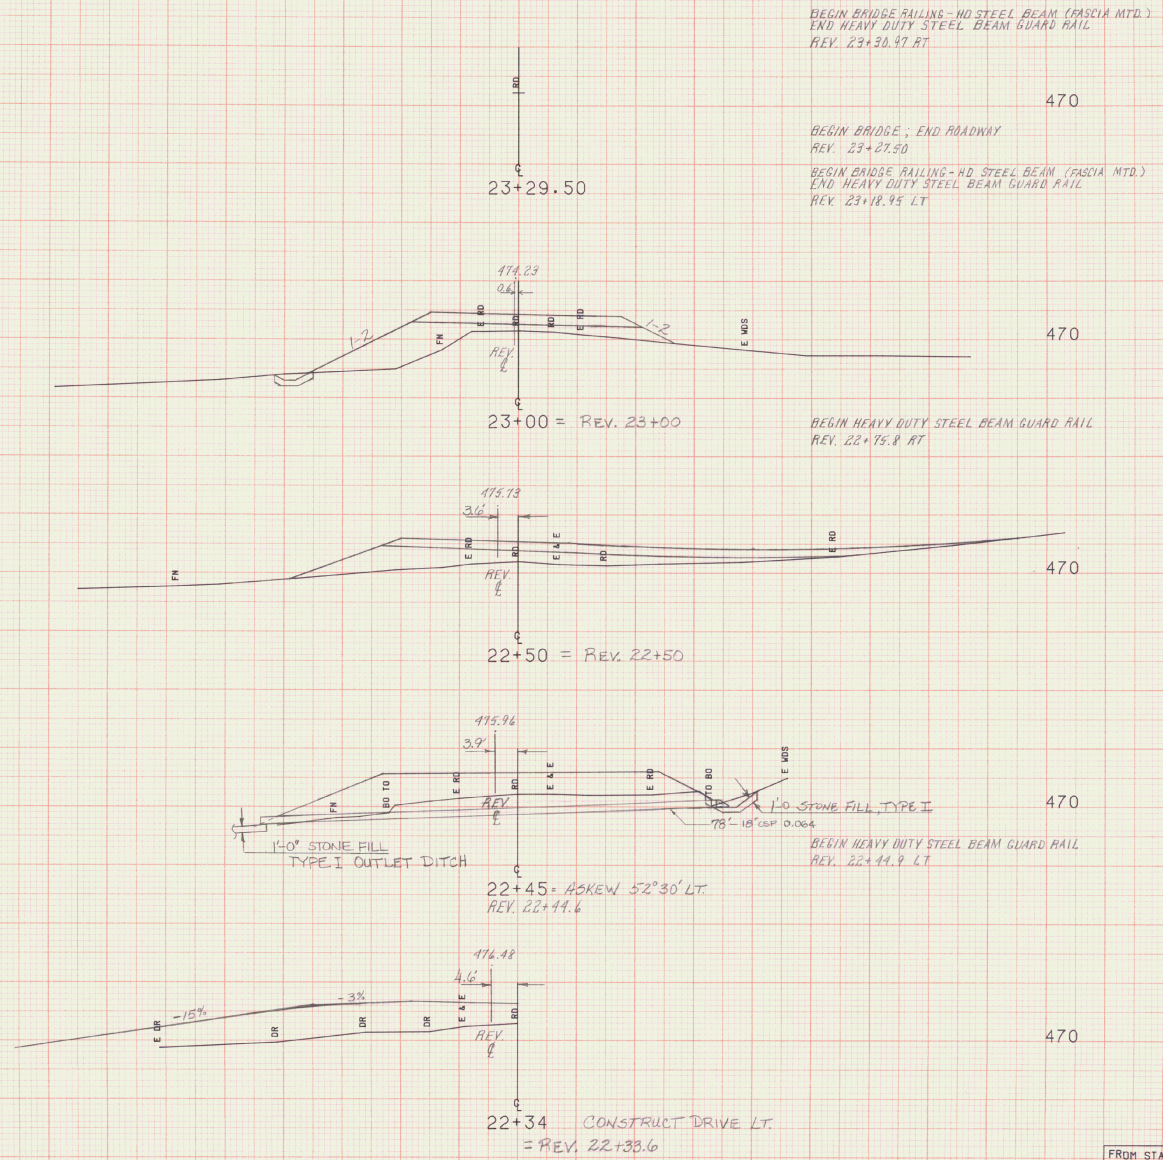 BEGIN BRIDGE RAILING - HD STEEL BEAM (FASCIA MTD.)
END HEAVY DUTY STEEL BEAM GUARD RAIL
REV. 23+30.97 RT
RD
470
BEGIN BRIDGE ; END ROADWAY
REV. 23+27.50
℄
23+29.50
BEGIN BRIDGE RAILING - HD STEEL BEAM (FASCIA MTD.)
END HEAVY DUTY STEEL BEAM GUARD RAIL
REV. 23+18.95 LT
474.23
0.6'
1-2
FN
E RD
RD
RD
E RD
1-2
E WDS
470
REV.
℄
℄
23+00 = REV. 23+00
BEGIN HEAVY DUTY STEEL BEAM GUARD RAIL
REV. 22+75.8 RT
475.73
3.6'
FN
E RD
RD
E & E
RD
E RD
470
REV.
℄
℄
22+50 = REV. 22+50
475.96
3.9'
FN
BO TO
E RD
RD
E & E
E RD
TO BO
E WDS
470
REV.
℄
1'-0 STONE FILL, TYPE I
78'-18" CSP 0.064
1'-0" STONE FILL
TYPE I OUTLET DITCH
BEGIN HEAVY DUTY STEEL BEAM GUARD RAIL
REV. 22+44.9 LT
℄
22+45 = ASKEW 52°30' LT.
REV. 22+44.6
476.48
4.6'
-15%
-3%
E DR
DR
DR
DR
E & E
RD
470
REV.
℄
℄
22+34 CONSTRUCT DRIVE LT.
= REV. 22+33.6
FROM STA